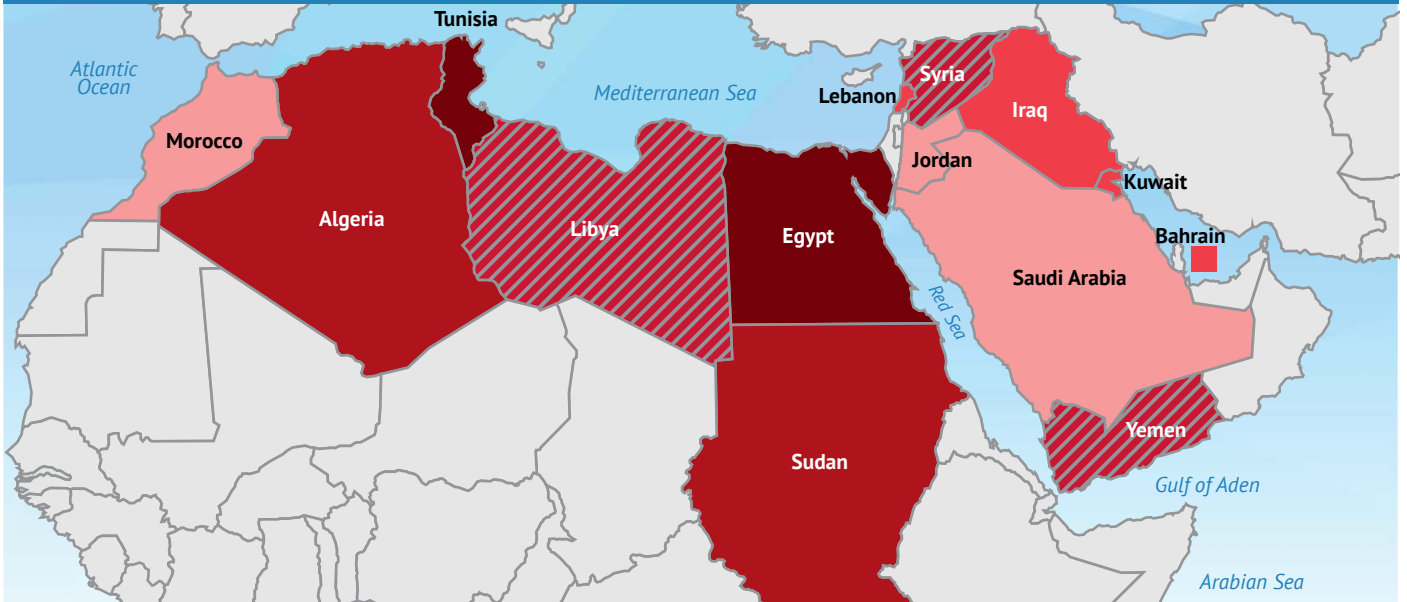 Tunisia
Atlantic
Ocean
Mediterranean Sea
Syria
Lebanon
Iraq
Morocco
Jordan
Kuwait
Algeria
Libya
Egypt
Bahrain
Saudi Arabia
Red Sea
Yemen
Sudan
Gulf of Aden
Arabian Sea